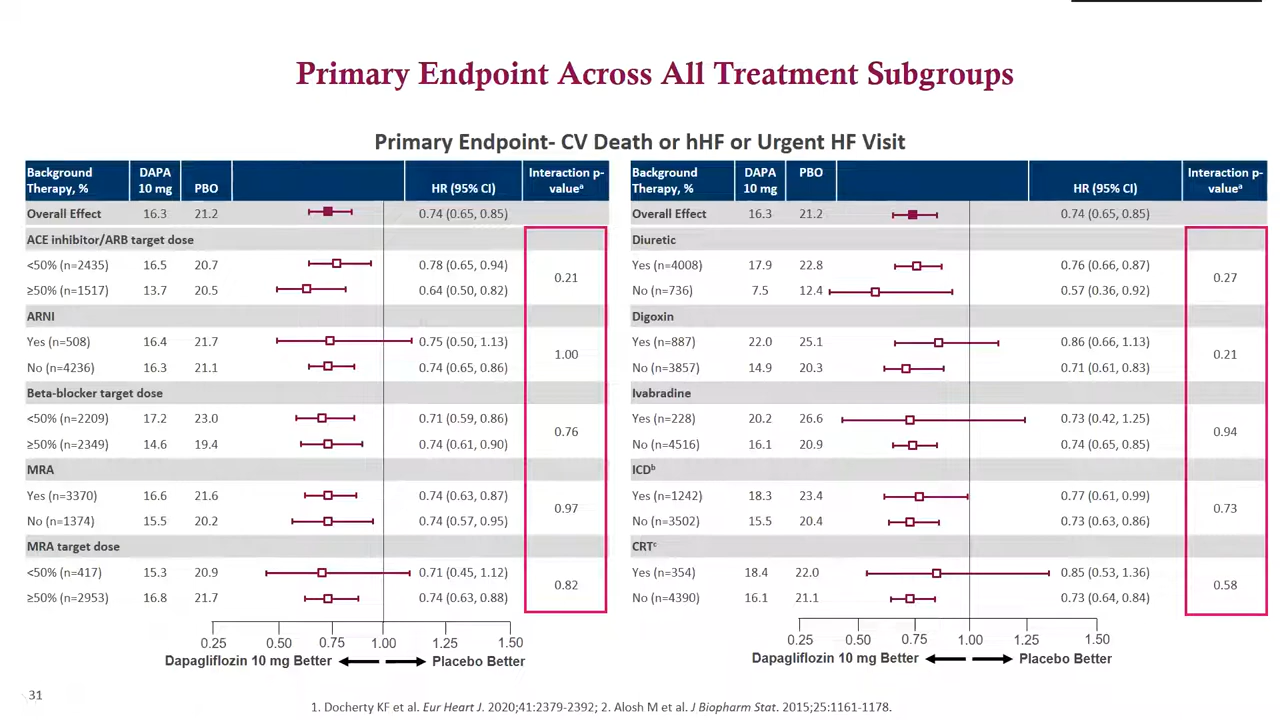 Primary Endpoint Across All Treatment Subgroups
Primary Endpoint- CV Death or hHF or Urgent HF Visit
Background Therapy, % DAPA 10 mg PBO HR (95% CI) Interaction p-valueᵃ
Overall Effect 16.3 21.2 0.74 (0.65, 0.85)
ACE inhibitor/ARB target dose
<50% (n=2435) 16.5 20.7 0.78 (0.65, 0.94)
0.21
≥50% (n=1517) 13.7 20.5 0.64 (0.50, 0.82)
ARNI
Yes (n=508) 16.4 21.7 0.75 (0.50, 1.13)
1.00
No (n=4236) 16.3 21.1 0.74 (0.65, 0.86)
Beta-blocker target dose
<50% (n=2209) 17.2 23.0 0.71 (0.59, 0.86)
0.76
≥50% (n=2349) 14.6 19.4 0.74 (0.61, 0.90)
MRA
Yes (n=3370) 16.6 21.6 0.74 (0.63, 0.87)
0.97
No (n=1374) 15.5 20.2 0.74 (0.57, 0.95)
MRA target dose
<50% (n=417) 15.3 20.9 0.71 (0.45, 1.12)
0.82
≥50% (n=2953) 16.8 21.7 0.74 (0.63, 0.88)
0.25 0.50 0.75 1.00 1.25 1.50
Dapagliflozin 10 mg Better Placebo Better
Background Therapy, % DAPA 10 mg PBO HR (95% CI) Interaction p-valueᵃ
Overall Effect 16.3 21.2 0.74 (0.65, 0.85)
Diuretic
Yes (n=4008) 17.9 22.8 0.76 (0.66, 0.87)
0.27
No (n=736) 7.5 12.4 0.57 (0.36, 0.92)
Digoxin
Yes (n=887) 22.0 25.1 0.86 (0.66, 1.13)
0.21
No (n=3857) 14.9 20.3 0.71 (0.61, 0.83)
Ivabradine
Yes (n=228) 20.2 26.6 0.73 (0.42, 1.25)
0.94
No (n=4516) 16.1 20.9 0.74 (0.65, 0.85)
ICDᵇ
Yes (n=1242) 18.3 23.4 0.77 (0.61, 0.99)
0.73
No (n=3502) 15.5 20.4 0.73 (0.63, 0.86)
CRTᶜ
Yes (n=354) 18.4 22.0 0.85 (0.53, 1.36)
0.58
No (n=4390) 16.1 21.1 0.73 (0.64, 0.84)
0.25 0.50 0.75 1.00 1.25 1.50
Dapagliflozin 10 mg Better Placebo Better
31
1. Docherty KF et al. Eur Heart J. 2020;41:2379-2392; 2. Alosh M et al. J Biopharm Stat. 2015;25:1161-1178.